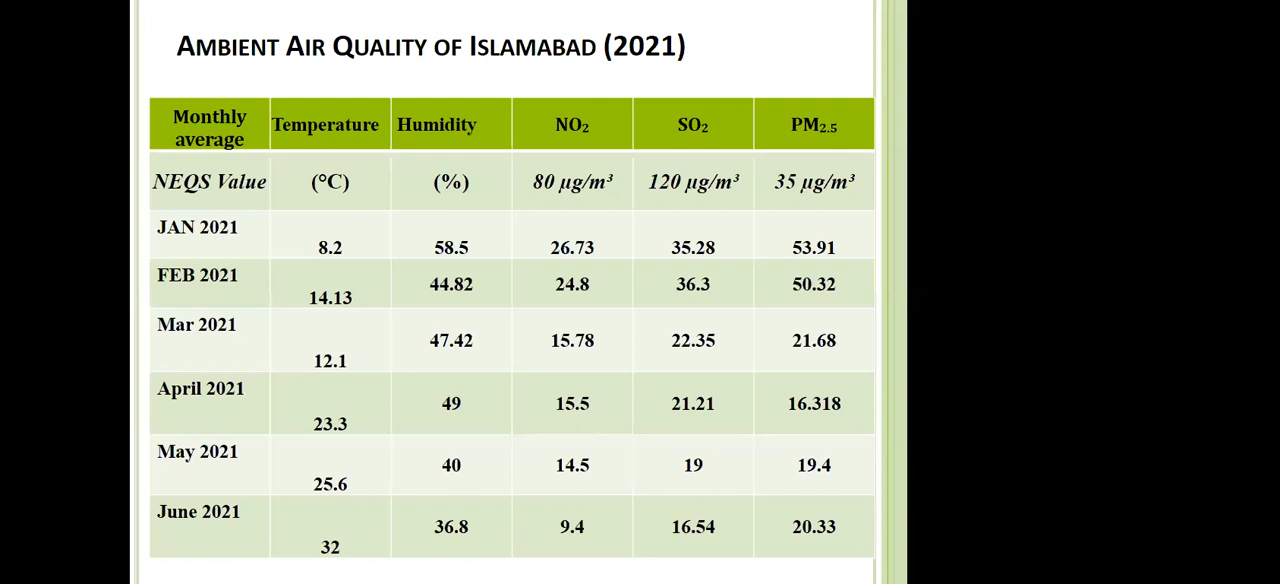 AMBIENT AIR QUALITY OF ISLAMABAD (2021)
Monthly average Temperature Humidity NO₂ SO₂ PM₂.₅
NEQS Value (°C) (%) 80 µg/m³ 120 µg/m³ 35 µg/m³
JAN 2021 8.2 58.5 26.73 35.28 53.91
FEB 2021 14.13 44.82 24.8 36.3 50.32
Mar 2021 12.1 47.42 15.78 22.35 21.68
April 2021 23.3 49 15.5 21.21 16.318
May 2021 25.6 40 14.5 19 19.4
June 2021 32 36.8 9.4 16.54 20.33